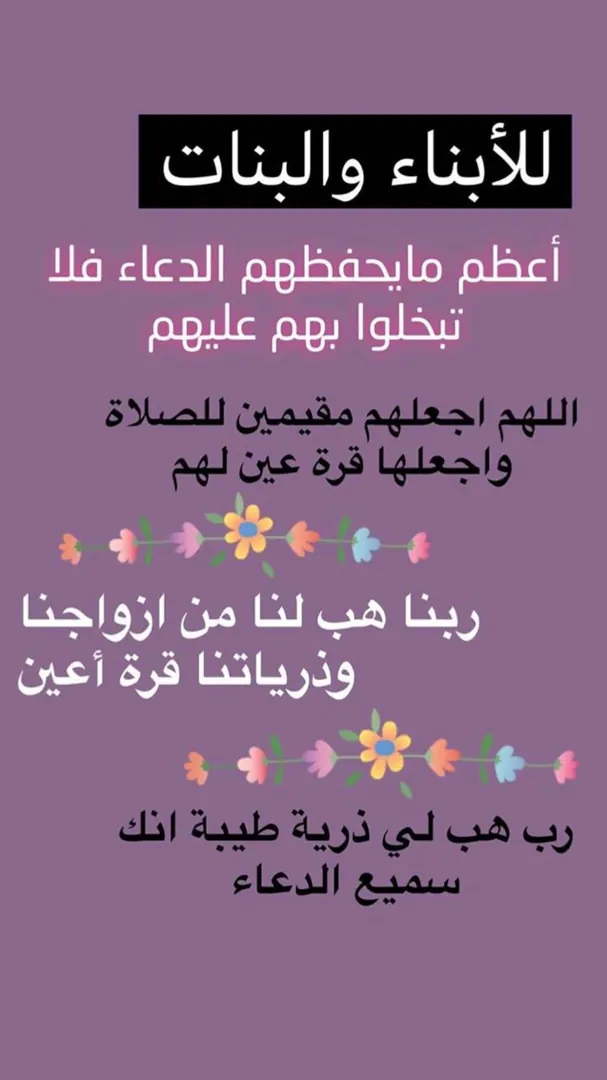 للأبناء والبنات
أعظم مايحفظهم الدعاء فلا
تبخلوا بهم عليهم
اللهم اجعلهم مقيمين للصلاة
واجعلها قرة عين لهم
ربنا هب لنا من ازواجنا
وذرياتنا قرة أعين
رب هب لي ذرية طيبة انك
سميع الدعاء